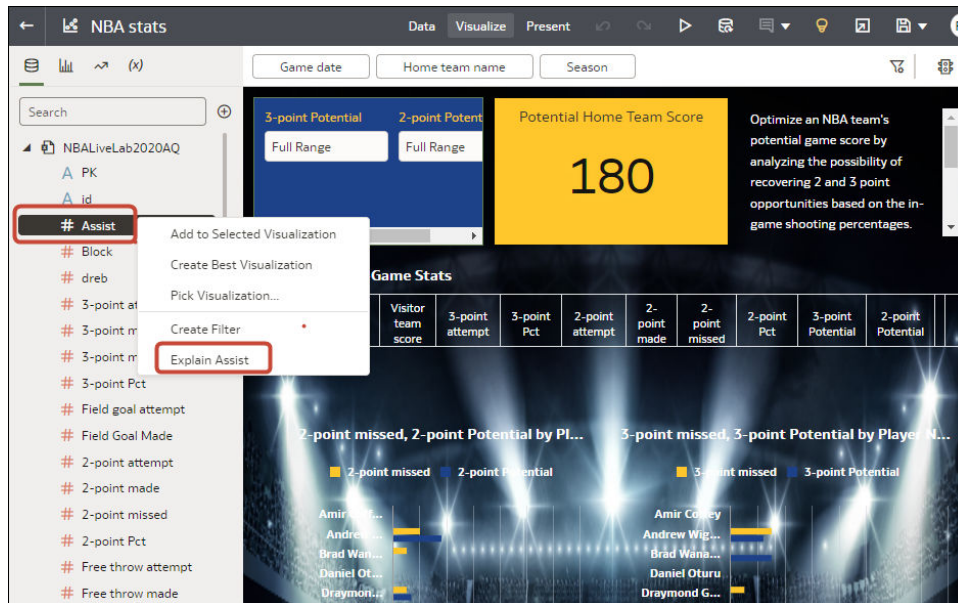 NBA stats
Data Visualize Present
(x)
Game date
Home team name
Season
Search
NBALiveLab2020AQ
A PK
A id
# Assist
# Block
# dreb
# 3-point at
# 3-point m
# 3-point m
# 3-point Pct
# Field goal attempt
# Field Goal Made
# 2-point attempt
# 2-point made
# 2-point missed
# 2-point Pct
# Free throw attempt
# Free throw made
Add to Selected Visualization
Create Best Visualization
Pick Visualization...
Create Filter
Explain Assist
3-point Potential
Full Range
2-point Potent
Full Range
Potential Home Team Score
180
Optimize an NBA team's
potential game score by
analyzing the possibility of
recovering 2 and 3 point
opportunities based on the in-
game shooting percentages.
Game Stats
Visitor
team
score
3-point
attempt
3-point
Pct
2-point
attempt
2-
point
made
2-
point
missed
2-point
Pct
3-point
Potential
2-point
Potential
2-point missed, 2-point Potential by Pl...
2-point missed 2-point Potential
Amir Coff...
Andrew...
Brad Wan...
Daniel Ot...
Draymon...
3-point missed, 3-point Potential by Player N...
3-point missed 3-point Potential
Amir Coffey
Andrew Wig...
Brad Wana...
Daniel Oturu
Draymond G...